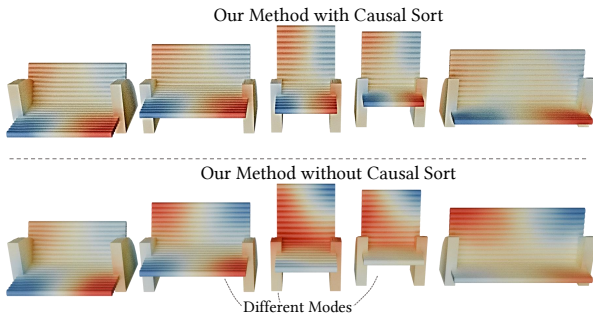 Our Method with Causal Sort
Our Method without Causal Sort
Different Modes